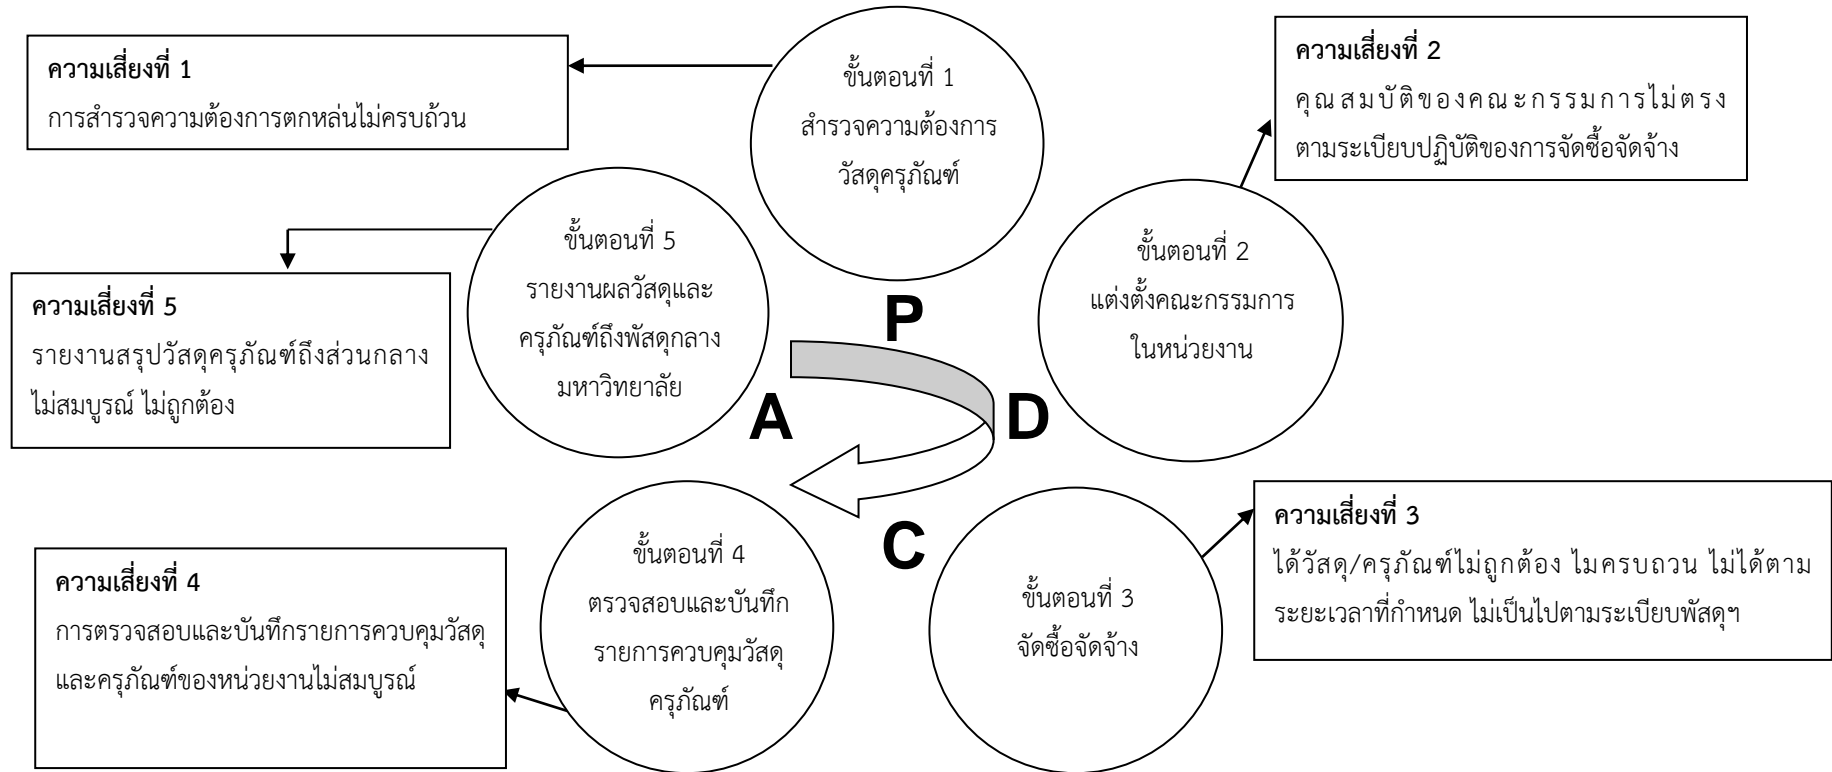 ความเสี่ยงที่ 1
การสำรวจความต้องการตกหล่นไม่ครบถ้วน
ขั้นตอนที่ 1
สำรวจความต้องการ
วัสดุครุภัณฑ์
ความเสี่ยงที่ 2
คุณสมบัติของคณะกรรมการไม่ตรง
ตามระเบียบปฏิบัติของการจัดซื้อจัดจ้าง
ขั้นตอนที่ 5
รายงานผลวัสดุและ
ครุภัณฑ์ถึงพัสดุกลาง
มหาวิทยาลัย
ขั้นตอนที่ 2
แต่งตั้งคณะกรรมการ
ในหน่วยงาน
ความเสี่ยงที่ 5
รายงานสรุปวัสดุครุภัณฑ์ถึงส่วนกลาง
ไม่สมบูรณ์ ไม่ถูกต้อง
P
A
D
C
ความเสี่ยงที่ 4
การตรวจสอบและบันทึกรายการควบคุมวัสดุ
และครุภัณฑ์ของหน่วยงานไม่สมบูรณ์
ขั้นตอนที่ 4
ตรวจสอบและบันทึก
รายการควบคุมวัสดุ
ครุภัณฑ์
ขั้นตอนที่ 3
จัดซื้อจัดจ้าง
ความเสี่ยงที่ 3
ได้วัสดุ/ครุภัณฑ์ไม่ถูกต้อง ไมครบถวน ไม่ได้ตาม
ระยะเวลาที่กำหนด ไม่เป็นไปตามระเบียบพัสดุฯ